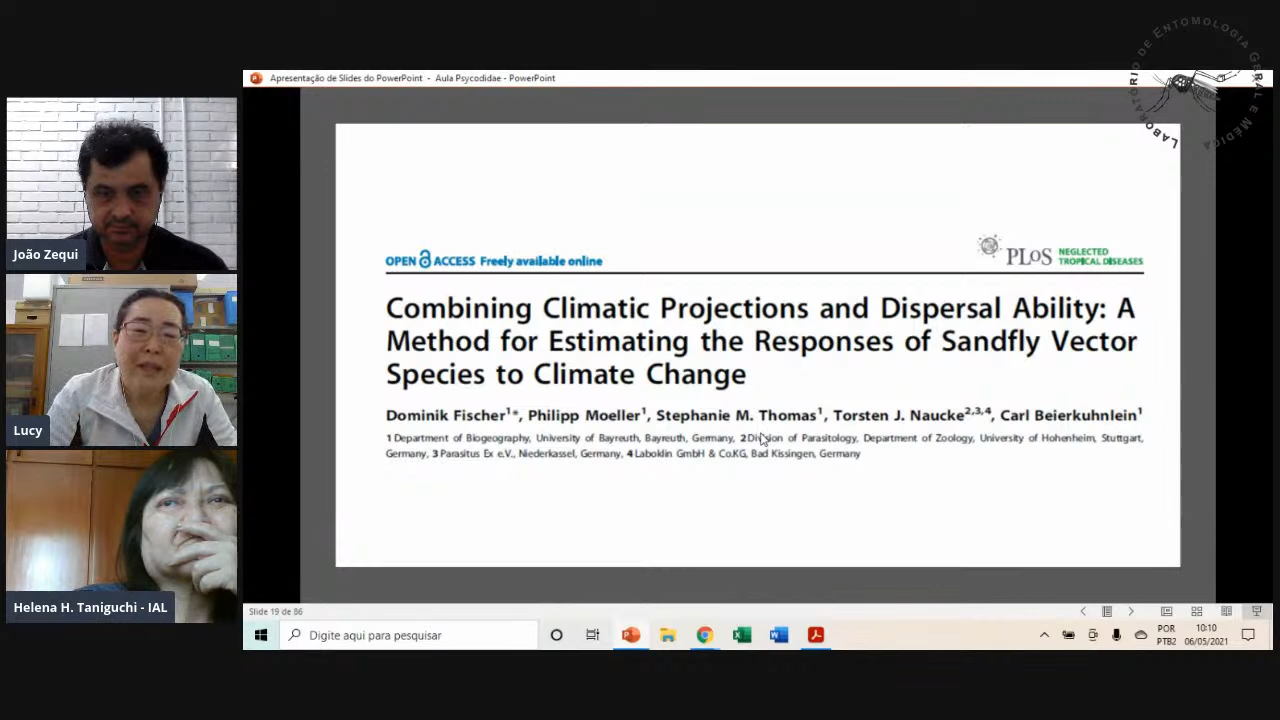 LABORATÓRIO DE ENTOMOLOGIA GERAL E MÉDICA
Apresentação de Slides do PowerPoint - Aula Psycodidae - PowerPoint
João Zequi
Lucy
Helena H. Taniguchi - IAL
OPEN ACCESS Freely available online
PLoS NEGLECTED
TROPICAL DISEASES
Combining Climatic Projections and Dispersal Ability: A
Method for Estimating the Responses of Sandfly Vector
Species to Climate Change
Dominik Fischer1*, Philipp Moeller1, Stephanie M. Thomas1, Torsten J. Naucke2,3,4, Carl Beierkuhnlein1
1 Department of Biogeography, University of Bayreuth, Bayreuth, Germany, 2 Division of Parasitology, Department of Zoology, University of Hohenheim, Stuttgart,
Germany, 3 Parasitus Ex e.V., Niederkassel, Germany, 4 Laboklin GmbH & Co.KG, Bad Kissingen, Germany
Slide 19 de 86
Digite aqui para pesquisar
POR
PTB2
10:10
06/05/2021